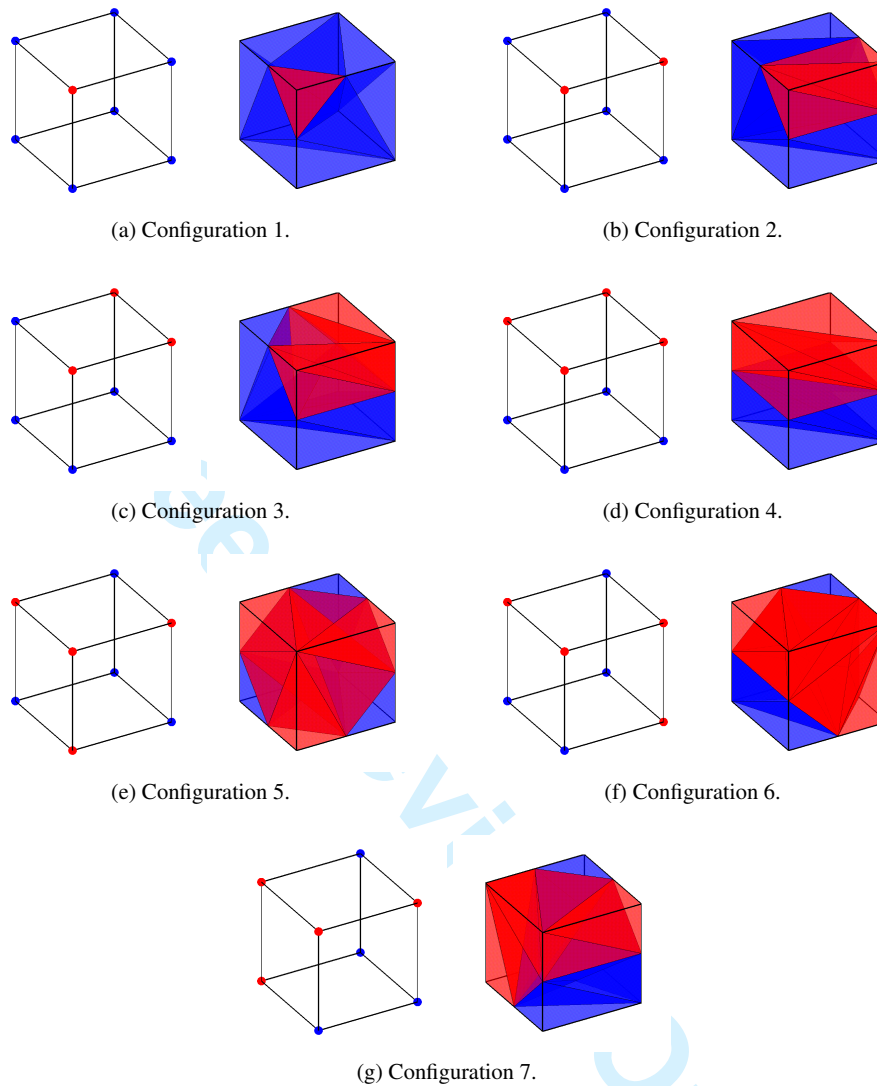 (a) Configuration 1.
(b) Configuration 2.
(c) Configuration 3.
(d) Configuration 4.
(e) Configuration 5.
(f) Configuration 6.
(g) Configuration 7.